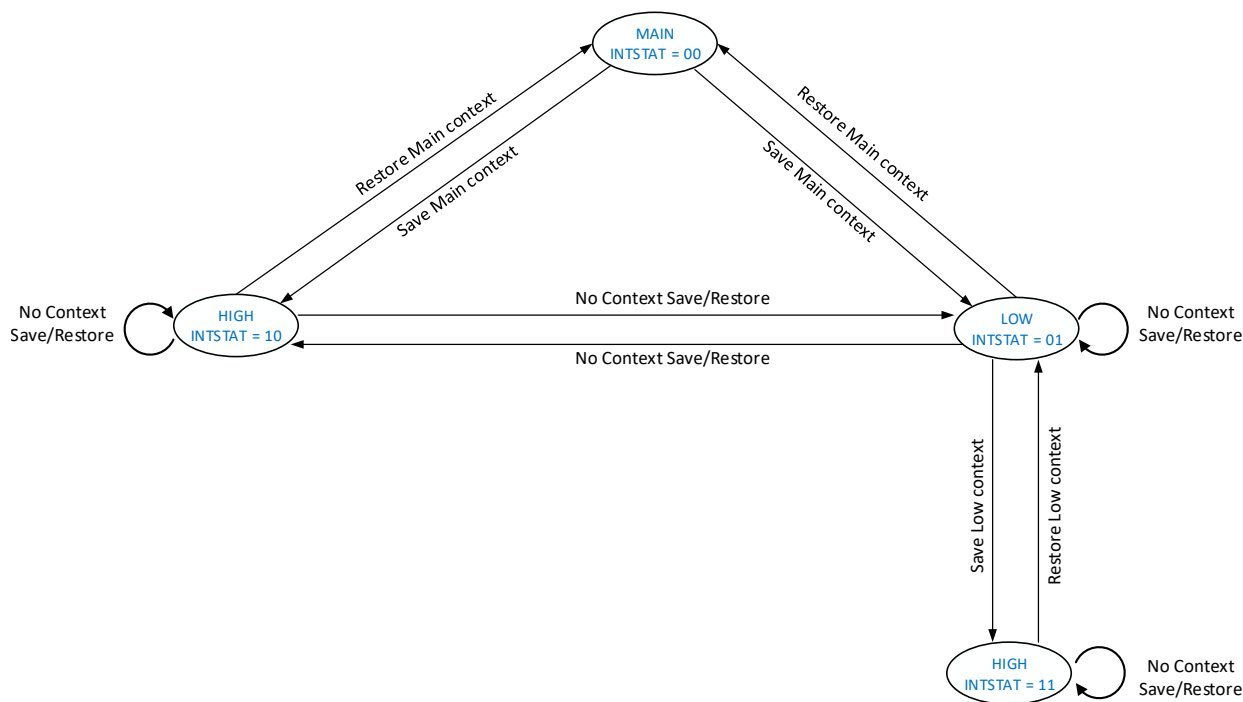 MAIN
INTSTAT = 00
Restore Main context
Save Main context
Save Main context
Restore Main context
No Context
Save/Restore
HIGH
INTSTAT = 10
No Context Save/Restore
No Context Save/Restore
LOW
INTSTAT = 01
No Context
Save/Restore
Save Low context
Restore Low context
HIGH
INTSTAT = 11
No Context
Save/Restore